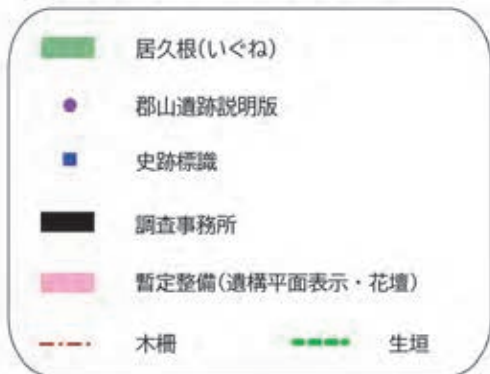 居久根(いぐね)
郡山遺跡説明版
史跡標識
調査事務所
暫定整備(遺構平面表示・花壇)
木柵 生垣